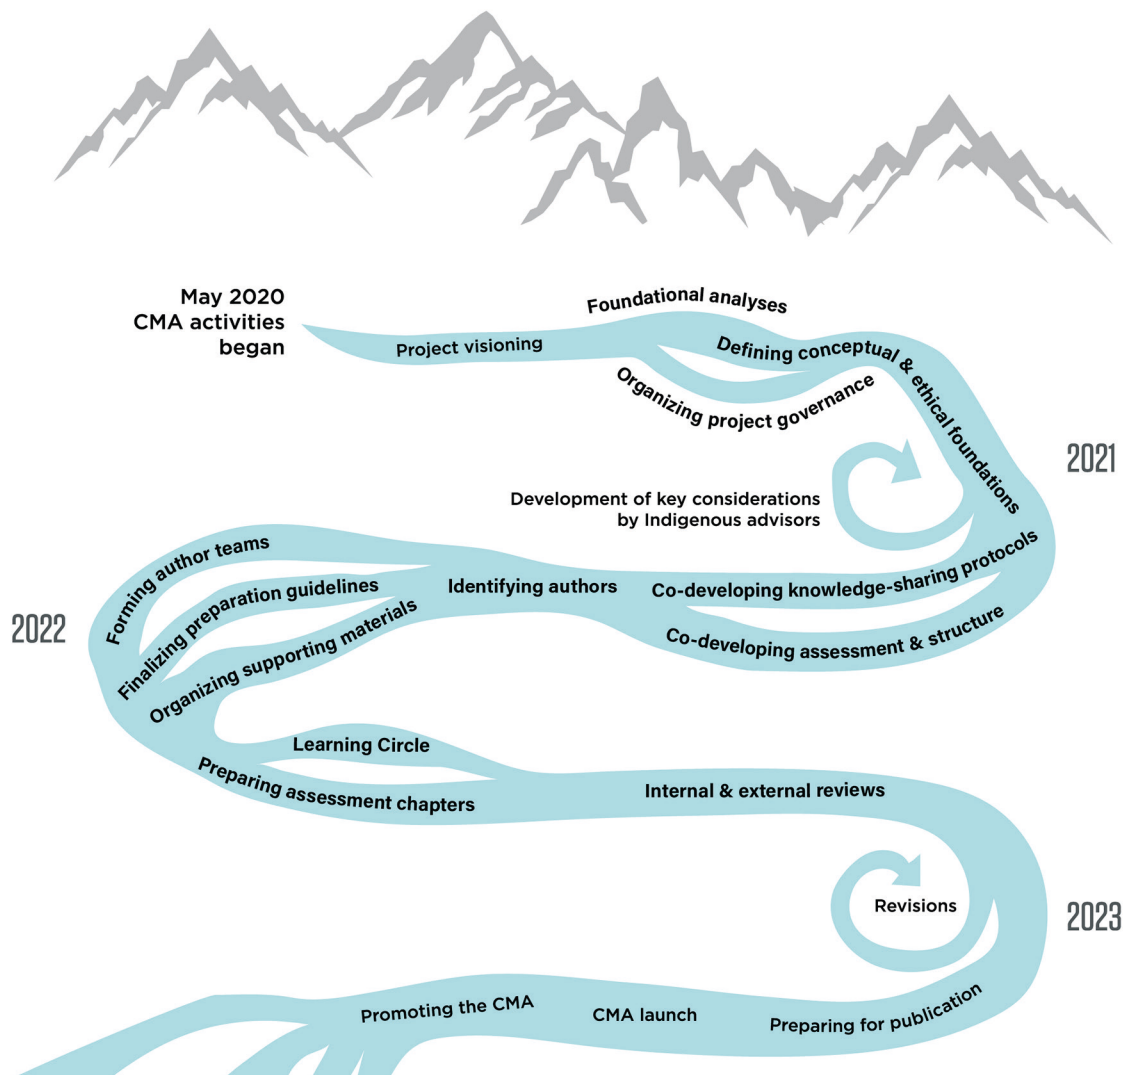 May 2020
CMA activities
began
Project visioning
Foundational analyses
Organizing project governance
Defining conceptual & ethical foundations
2021
Development of key considerations
by Indigenous advisors
Co-developing knowledge-sharing protocols
Co-developing assessment & structure
Identifying authors
Forming author teams
Finalizing preparation guidelines
Organizing supporting materials
2022
Learning Circle
Preparing assessment chapters
Internal & external reviews
Revisions
2023
Preparing for publication
CMA launch
Promoting the CMA